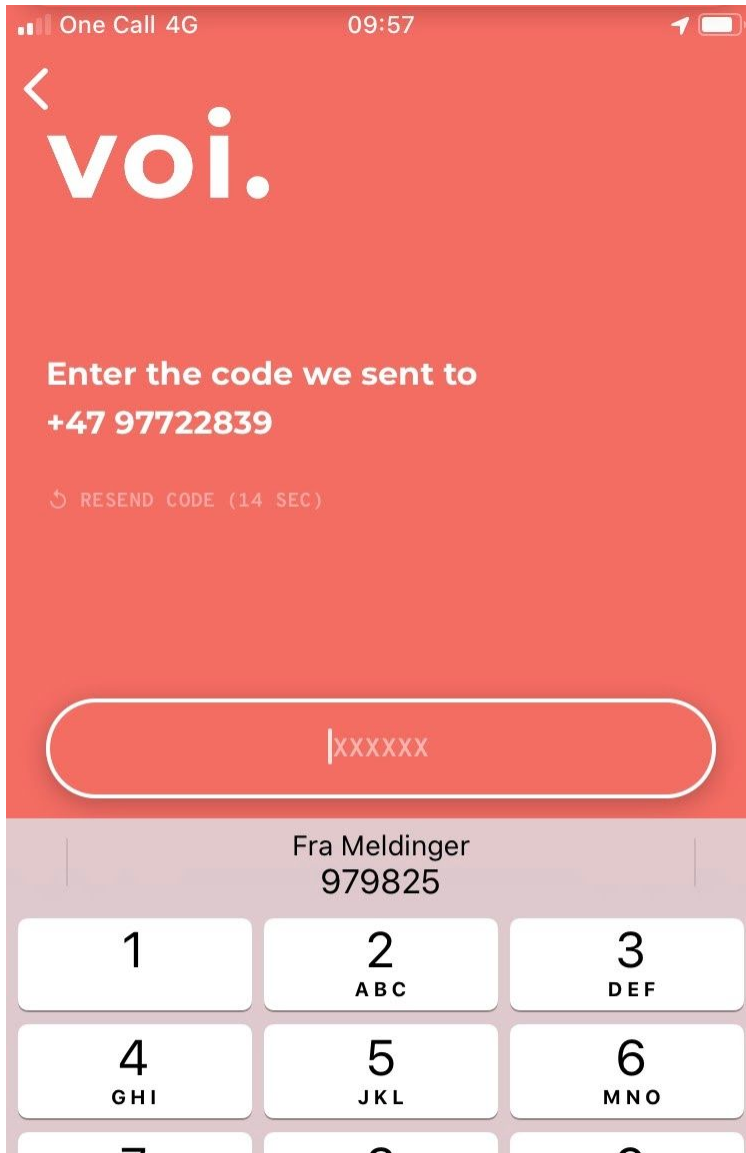 One Call 4G 09:57
voi.
Enter the code we sent to
+47 97722839
RESEND CODE (14 SEC)
XXXXXX
Fra Meldinger
979825
1 2 3
ABC DEF
4 5 6
GHI JKL MNO